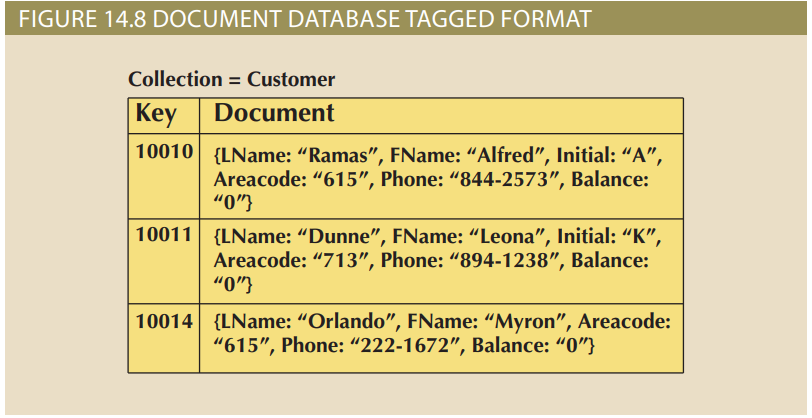 FIGURE 14.8 DOCUMENT DATABASE TAGGED FORMAT
Collection = Customer
Key Document
10010 {LName: “Ramas”, FName: “Alfred”, Initial: “A”,
Areacode: “615”, Phone: “844-2573”, Balance:
“0”}
10011 {LName: “Dunne”, FName: “Leona”, Initial: “K”,
Areacode: “713”, Phone: “894-1238”, Balance:
“0”}
10014 {LName: “Orlando”, FName: “Myron”, Areacode:
“615”, Phone: “222-1672”, Balance: “0”}